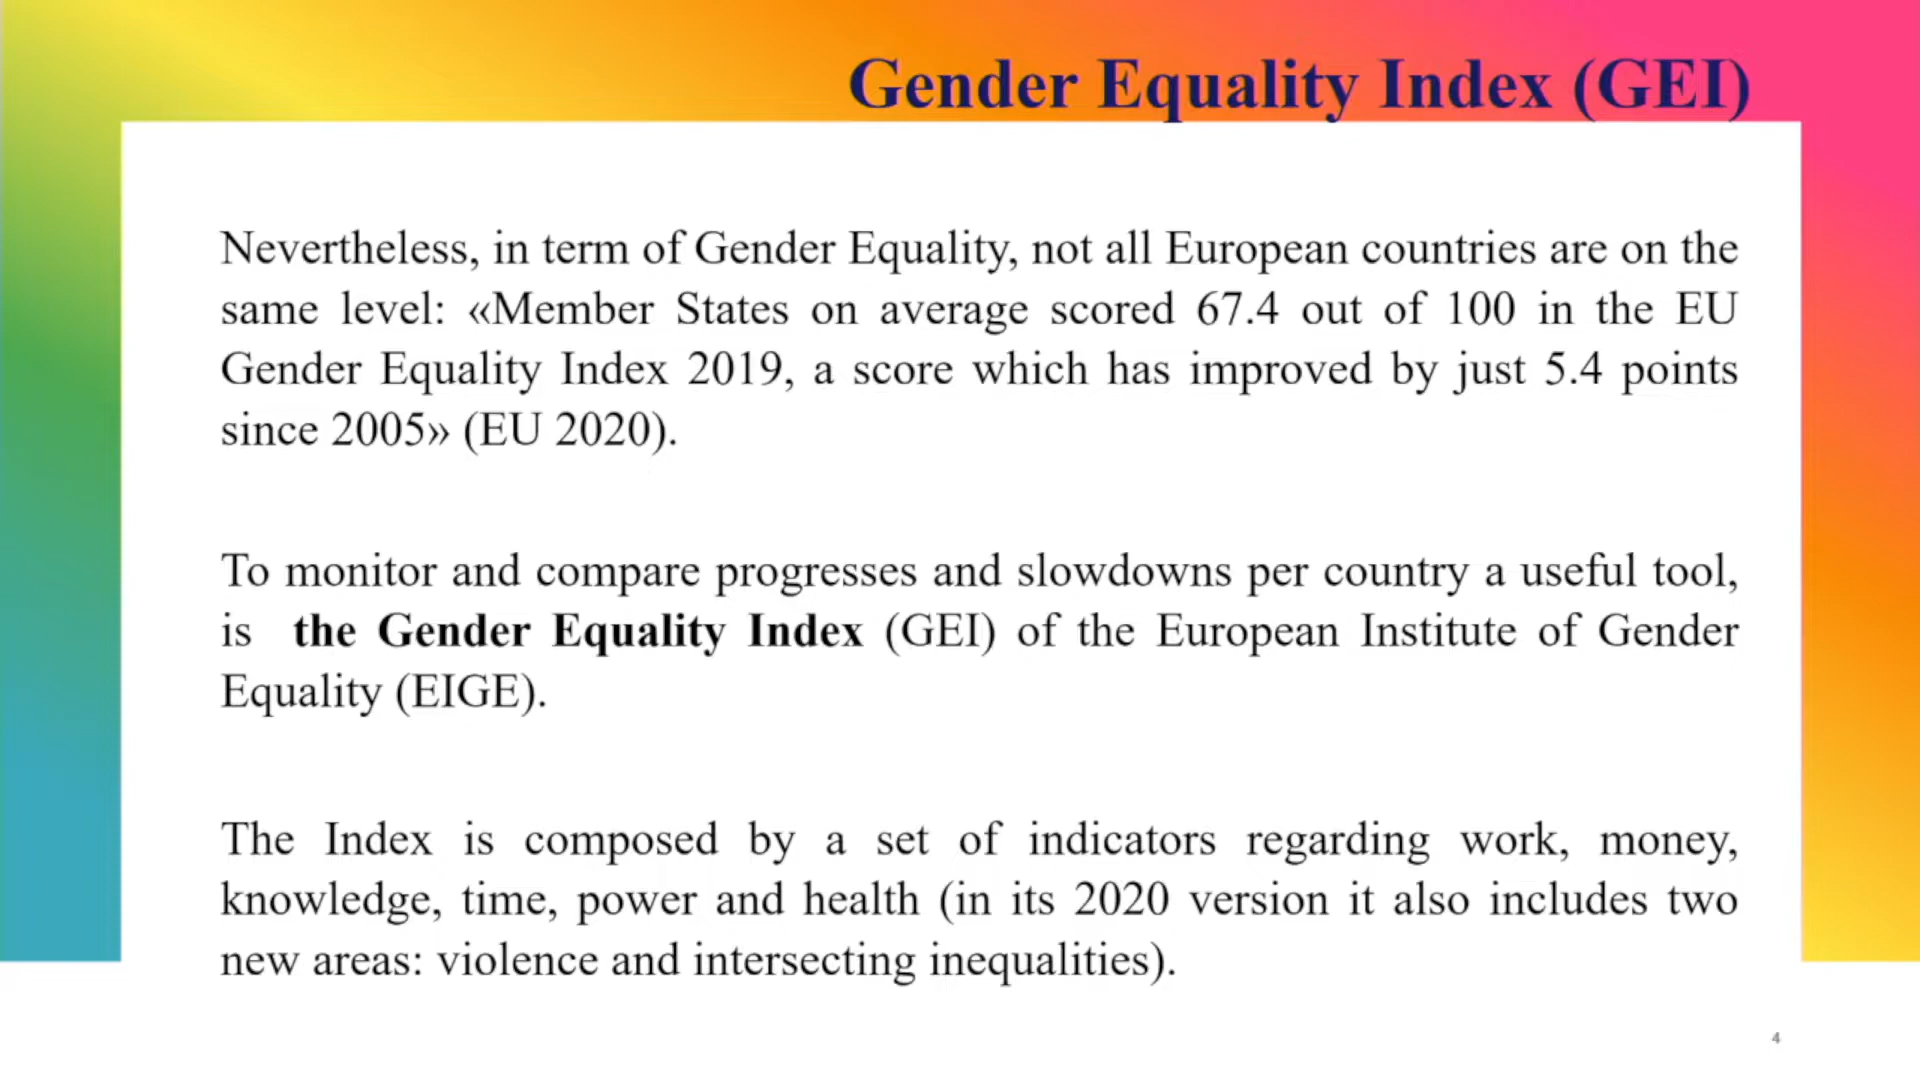 Gender Equality Index (GEI)
Nevertheless, in term of Gender Equality, not all European countries are on the
same level: «Member States on average scored 67.4 out of 100 in the EU
Gender Equality Index 2019, a score which has improved by just 5.4 points
since 2005» (EU 2020).
To monitor and compare progresses and slowdowns per country a useful tool,
is the Gender Equality Index (GEI) of the European Institute of Gender
Equality (EIGE).
The Index is composed by a set of indicators regarding work, money,
knowledge, time, power and health (in its 2020 version it also includes two
new areas: violence and intersecting inequalities).
4